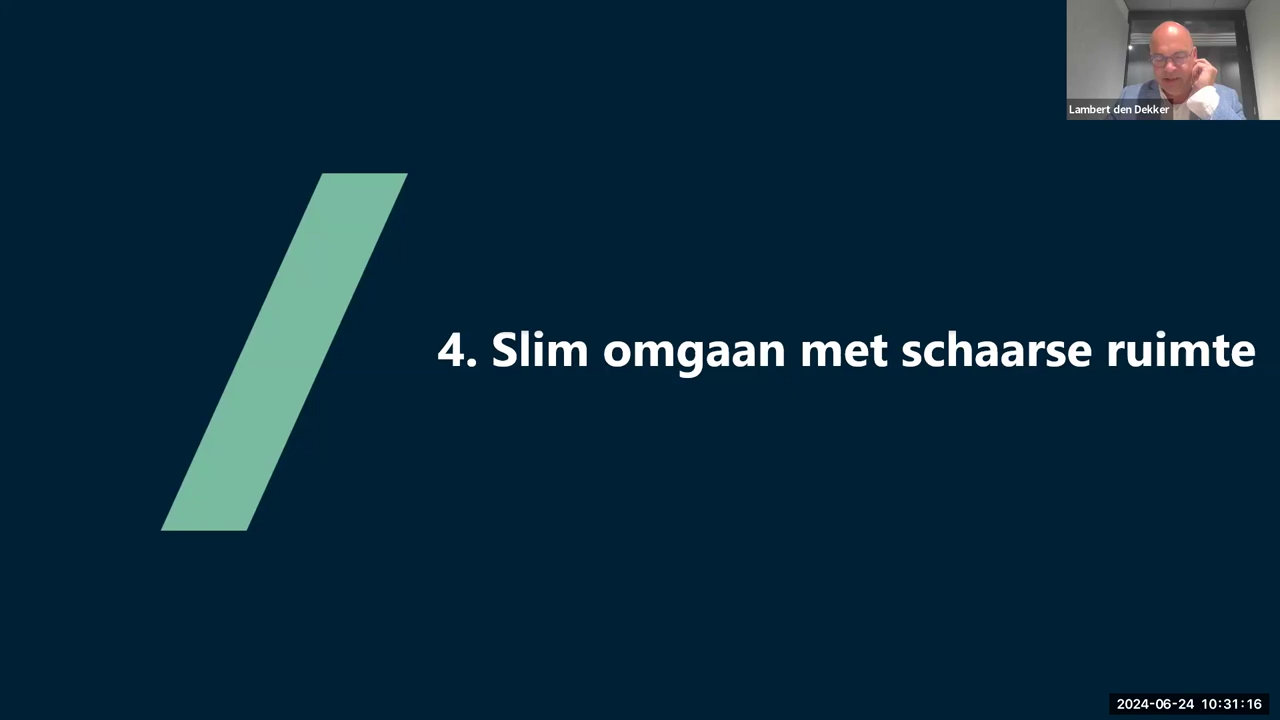 Lambert den Dekker
4. Slim omgaan met schaarse ruimte
2024-06-24 10:31:16